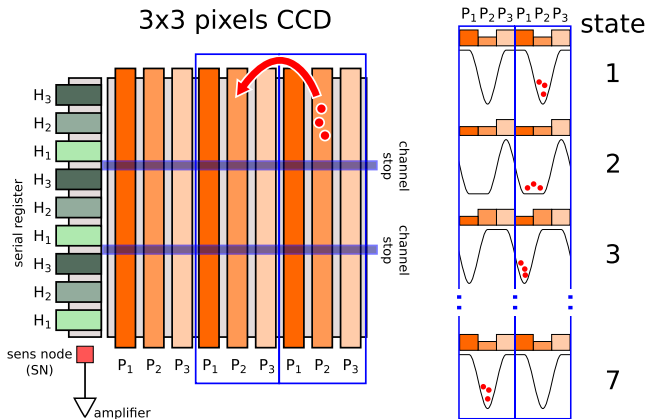 3x3 pixels CCD
P1 P2 P3 P1 P2 P3
state
H3
H2
H1
H3
H2
H1
H3
H2
H1
serial register
channel
stop
channel
stop
1
2
3
7
sens node
(SN)
P1 P2 P3 P1 P2 P3 P1 P2 P3
amplifier